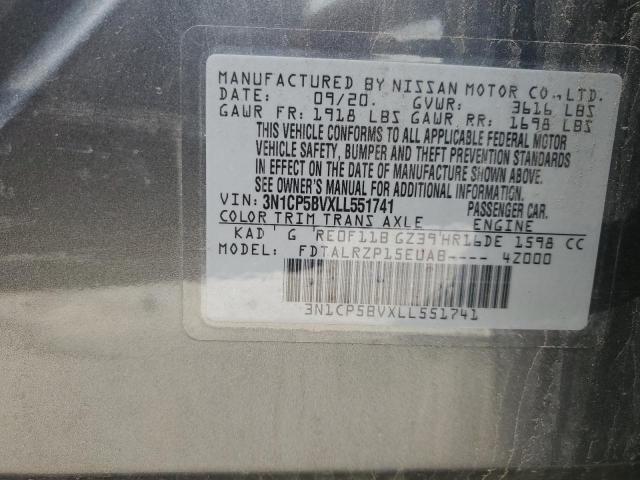 MANUFACTURED BY NISSAN MOTOR CO., LTD.
DATE: 09/20. GVWR: 3616 LBS
GAWR FR: 1918 LBS GAWR RR: 1698 LBS
THIS VEHICLE CONFORMS TO ALL APPLICABLE FEDERAL MOTOR
VEHICLE SAFETY, BUMPER AND THEFT PREVENTION STANDARDS
IN EFFECT ON THE DATE OF MANUFACTURE SHOWN ABOVE.
SEE OWNER'S MANUAL FOR ADDITIONAL INFORMATION.
VIN: 3N1CP5BVXLL551741 PASSENGER CAR.
COLOR TRIM TRANS AXLE ENGINE
KAD G RE0F11B GZ39 HR16DE 1598 CC
MODEL: FDTALRZP15EUAB---- 4Z000
3N1CP5BVXLL551741